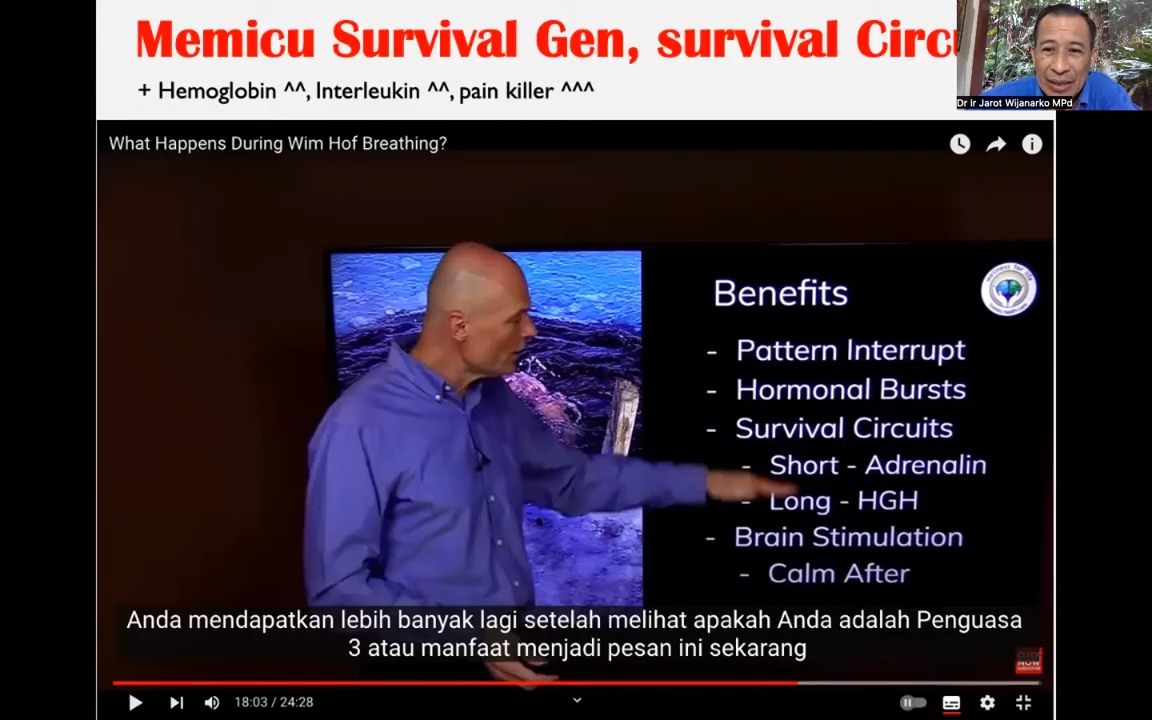 Memicu Survival Gen, survival Circu
+ Hemoglobin ^^, Interleukin ^^, pain killer ^^^
Dr Ir Jarot Wijanarko MPd
What Happens During Wim Hof Breathing?
Benefits
- Pattern Interrupt
- Hormonal Bursts
- Survival Circuits
- Short - Adrenalin
- Long - HGH
- Brain Stimulation
- Calm After
Anda mendapatkan lebih banyak lagi setelah melihat apakah Anda adalah Penguasa
3 atau manfaat menjadi pesan ini sekarang
18:03 / 24:28